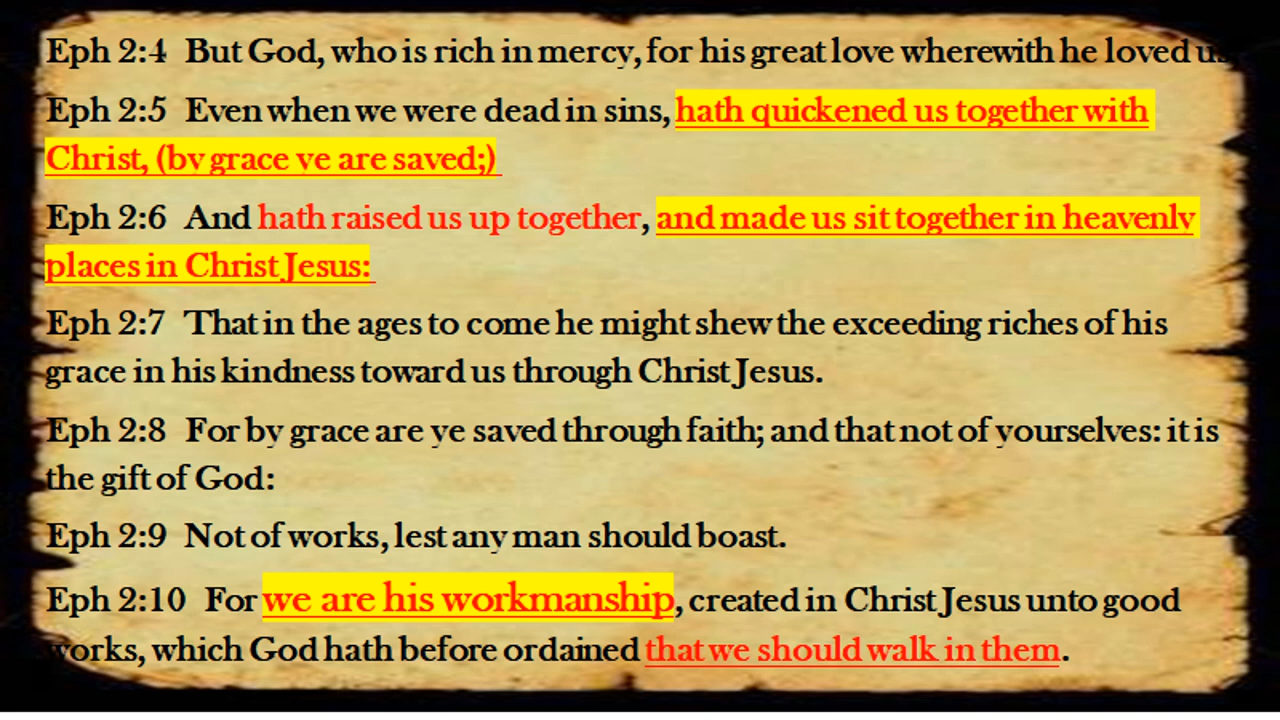 Eph 2:4 But God, who is rich in mercy, for his great love wherewith he loved us,
Eph 2:5 Even when we were dead in sins, hath quickened us together with
Christ, (by grace ye are saved;)
Eph 2:6 And hath raised us up together, and made us sit together in heavenly
places in Christ Jesus:
Eph 2:7 That in the ages to come he might shew the exceeding riches of his
grace in his kindness toward us through Christ Jesus.
Eph 2:8 For by grace are ye saved through faith; and that not of yourselves: it is
the gift of God:
Eph 2:9 Not of works, lest any man should boast.
Eph 2:10 For we are his workmanship, created in Christ Jesus unto good
works, which God hath before ordained that we should walk in them.